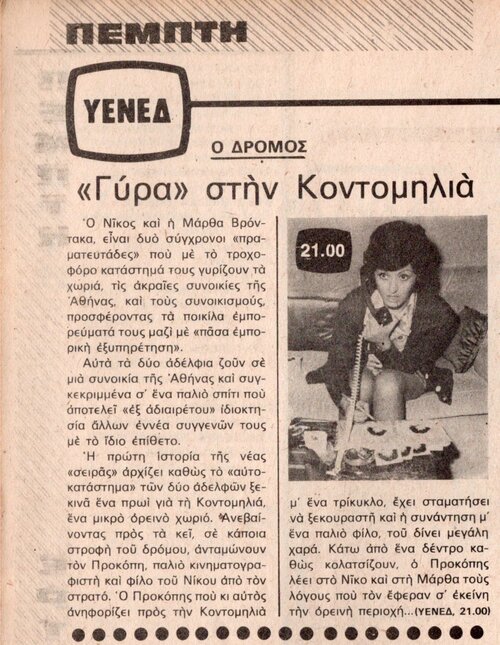 ΠΕΜΠΤΗ
ΥΕΝΕΔ
Ο ΔΡΟΜΟΣ
«Γύρα» στὴν Κοντομηλιὰ
Ὁ Νῖκος καὶ ἡ Μάρθα Βρόν-
τακα, εἶναι δυὸ σύγχρονοι «πρα-
ματευτάδες» ποὺ μὲ τὸ τροχο-
φόρο κατάστημά τους γυρίζουν τὰ
χωριά, τὶς ἀκραῖες συνοικίες τῆς
Ἀθήνας, καὶ τοὺς συνοικισμούς,
προσφέροντας τὰ ποικίλα ἐμπο-
ρεύματά τους μαζὶ μὲ «πᾶσα ἐμπο-
ρικὴ ἐξυπηρέτηση».
Αὐτὰ τὰ δύο ἀδέλφια ζοῦν σὲ
μιὰ συνοικία τῆς Ἀθήνας καὶ συγ-
κεκριμμένα σ' ἕνα παλιὸ σπίτι ποὺ
ἀποτελεῖ «ἐξ ἀδιαιρέτου» ἰδιοκτη-
σία ἄλλων ἐννέα συγγενῶν τους
μὲ τὸ ἴδιο ἐπίθετο.
Ἡ πρώτη ἱστορία τῆς νέας
«σειρᾶς» ἀρχίζει καθὼς τὸ «αὐτο-
κατάστημα» τῶν δύο ἀδελφῶν ξε-
κινᾶ ἕνα πρωὶ γιὰ τὴ Κοντομηλιά,
ἕνα μικρὸ ὀρεινὸ χωριό. Ἀνεβαί-
νοντας πρὸς τὰ κεῖ, σὲ κάποια
στροφὴ τοῦ δρόμου, ἀνταμώνουν
τὸν Προκόπη, παλιὸ κινηματογρα-
φιστὴ καὶ φίλο τοῦ Νίκου ἀπὸ τὸν
στρατό. Ὁ Προκόπης ποὺ κι αὐτὸς
ἀνηφορίζει πρὸς τὴν Κοντομηλιὰ
21.00
μ' ἕνα τρίκυκλο, ἔχει σταματήσει
νὰ ξεκουραστῆ καὶ ἡ συνάντηση μ'
ἕνα παλιὸ φίλο, τοῦ δίνει μεγάλη
χαρά. Κάτω ἀπὸ ἕνα δέντρο κα-
θὼς κολατσίζουν, ὁ Προκόπης
λέει στὸ Νῖκο καὶ στὴ Μάρθα τοὺς
λόγους ποὺ τὸν ἔφεραν σ' ἐκείνη
τὴν ὀρεινὴ περιοχή...(ΥΕΝΕΔ, 21.00)